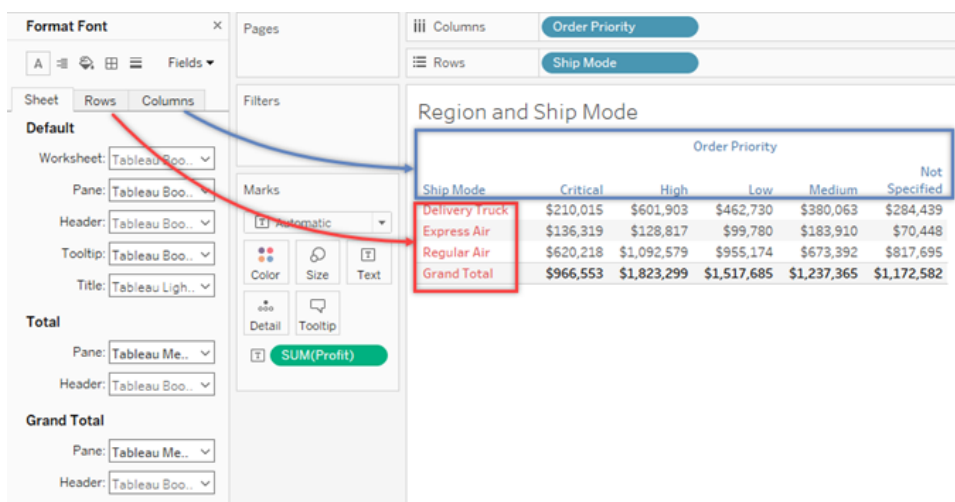 Format Font ×
A Fields
Sheet Rows Columns
Default
Worksheet: Tableau Boo..
Pane: Tableau Boo..
Header: Tableau Boo..
Tooltip: Tableau Boo..
Title: Tableau Ligh..
Total
Pane: Tableau Me..
Header: Tableau Boo..
Grand Total
Pane: Tableau Me..
Header: Tableau Boo..
Pages
Filters
Marks
T Automatic
Color Size T Text
Detail Tooltip
T SUM(Profit)
iii Columns Order Priority
Rows Ship Mode
Region and Ship Mode
Order Priority
Ship Mode Critical High Low Medium Not Specified
Delivery Truck $210,015 $601,903 $462,730 $380,063 $284,439
Express Air $136,319 $128,817 $99,780 $183,910 $70,448
Regular Air $620,218 $1,092,579 $955,174 $673,392 $817,695
Grand Total $966,553 $1,823,299 $1,517,685 $1,237,365 $1,172,582